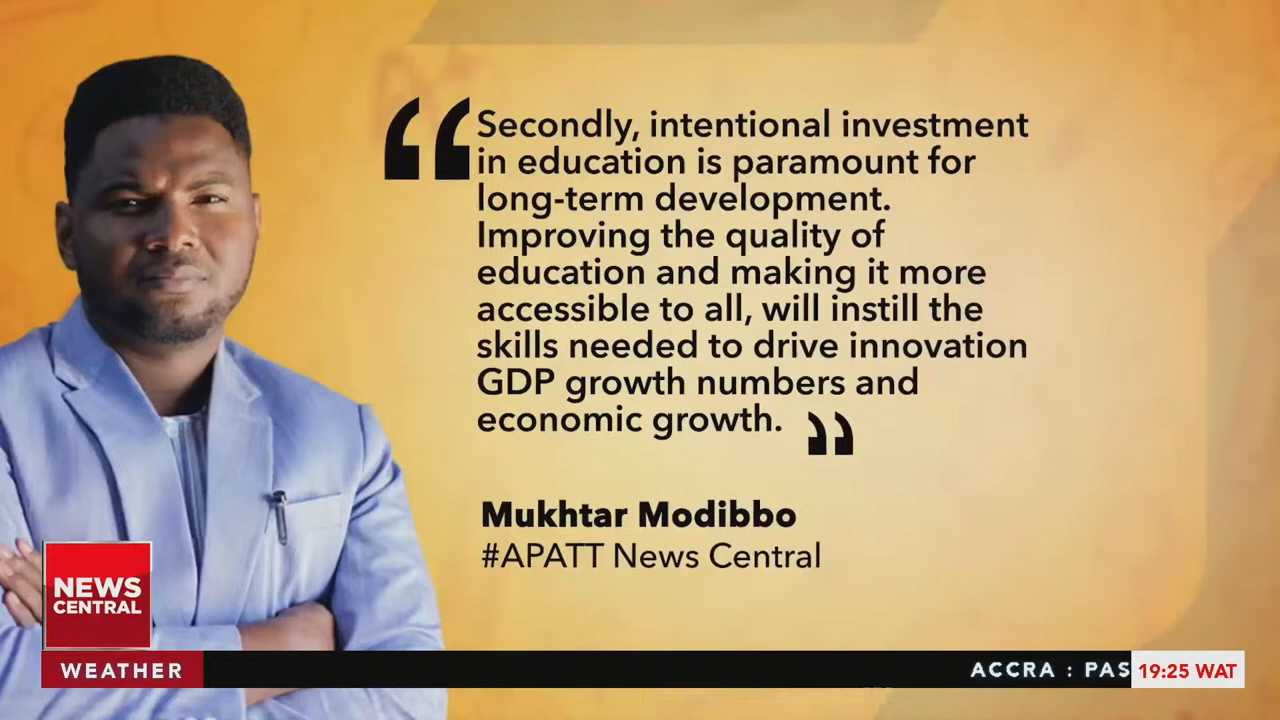 “Secondly, intentional investment
in education is paramount for
long-term development.
Improving the quality of
education and making it more
accessible to all, will instill the
skills needed to drive innovation
GDP growth numbers and
economic growth. ”
Mukhtar Modibbo
#APATT News Central
NEWS
CENTRAL
WEATHER
ACCRA : PAS
19:25 WAT